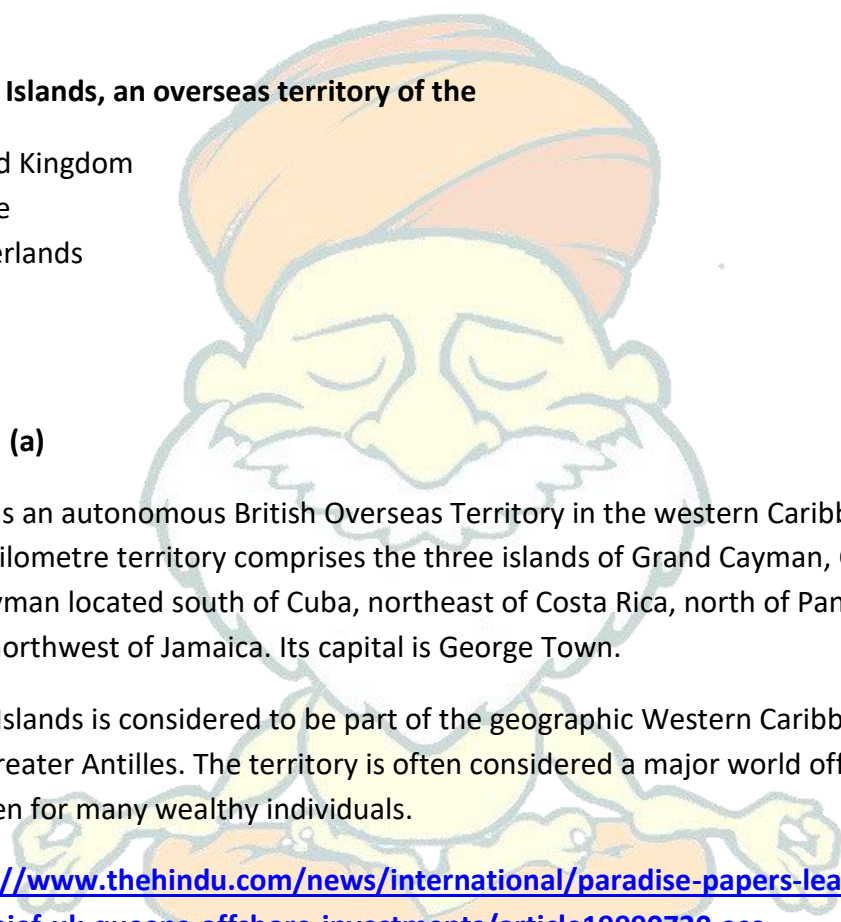 Islands, an overseas territory of the
d Kingdom
e
erlands
(a)
s an autonomous British Overseas Territory in the western Caribb
ilometre territory comprises the three islands of Grand Cayman,
yman located south of Cuba, northeast of Costa Rica, north of Pan
northwest of Jamaica. Its capital is George Town.
Islands is considered to be part of the geographic Western Caribb
reater Antilles. The territory is often considered a major world off
en for many wealthy individuals.
//www.thehindu.com/news/international/paradise-papers-lea